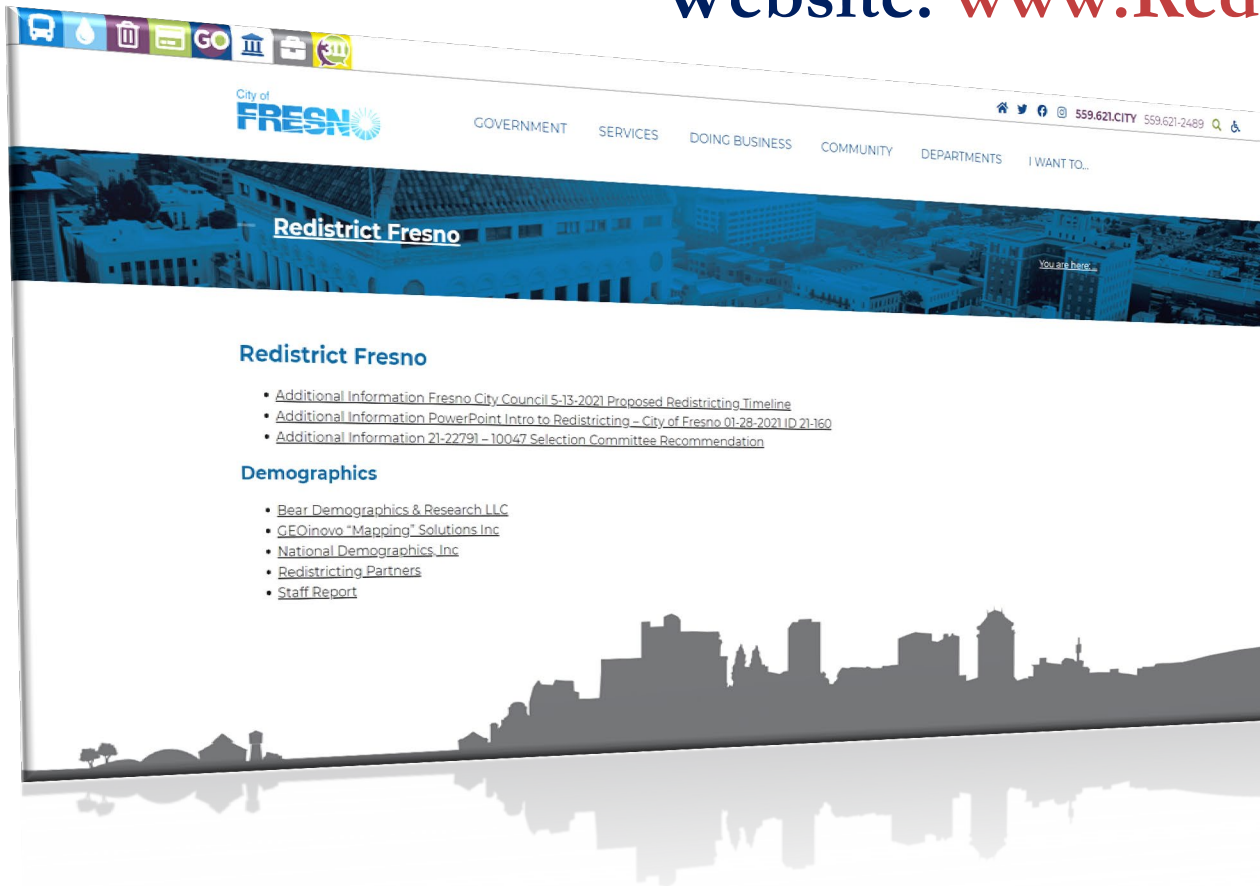 website: www.Red
GO
311
559.621.CITY 559.621-2489
City of
FRESNO
GOVERNMENT SERVICES DOING BUSINESS COMMUNITY DEPARTMENTS I WANT TO...
Redistrict Fresno
You are here: ...
Redistrict Fresno
• Additional Information Fresno City Council 5-13-2021 Proposed Redistricting Timeline
• Additional Information PowerPoint Intro to Redistricting – City of Fresno 01-28-2021 ID 21-160
• Additional Information 21-22791 – 10047 Selection Committee Recommendation
Demographics
• Bear Demographics & Research LLC
• GEOinovo “Mapping” Solutions Inc
• National Demographics, Inc
• Redistricting Partners
• Staff Report